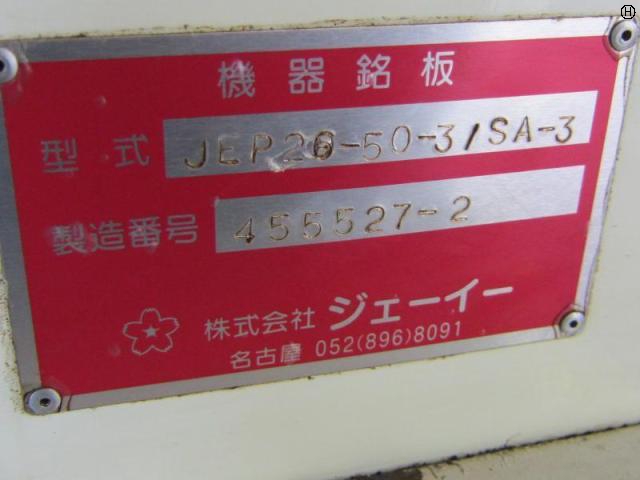 Ⓗ
機器銘板
型式 JEP26-50-3/SA-3
製造番号 455527-2
株式会社 ジェーイー
名古屋 052(896)8091